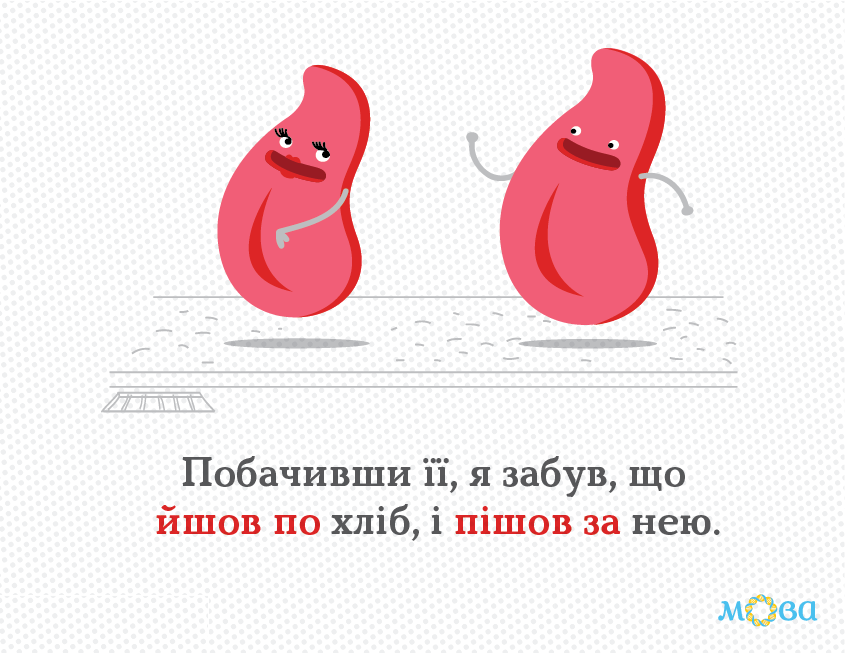 Побачивши її, я забув, що
йшов по хліб, і пішов за нею.
мОва